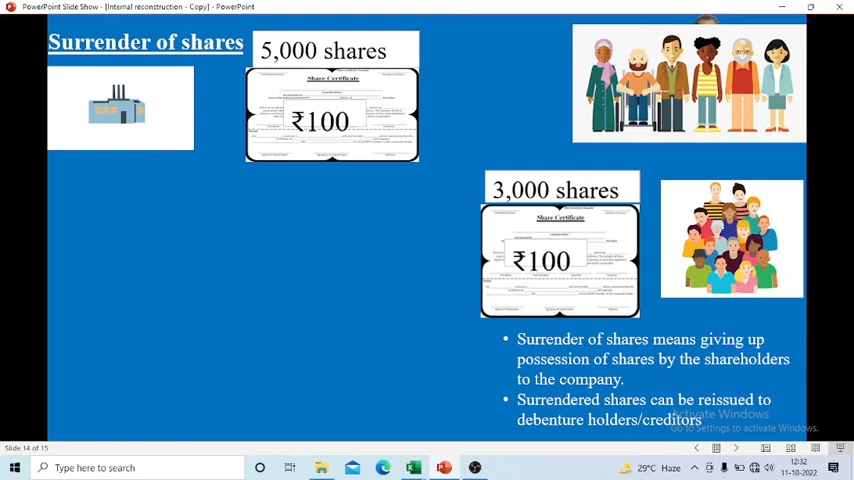 PowerPoint Slide Show - [Internal reconstruction - Copy] - PowerPoint
Surrender of shares
5,000 shares
Share Certificate
₹100
3,000 shares
Share Certificate
₹100
• Surrender of shares means giving up
possession of shares by the shareholders
to the company.
• Surrendered shares can be reissued to
debenture holders/creditors
Activate Windows
Go to Settings to activate Windows.
Slide 14 of 15
Type here to search
29°C Haze
12:32
11-10-2022